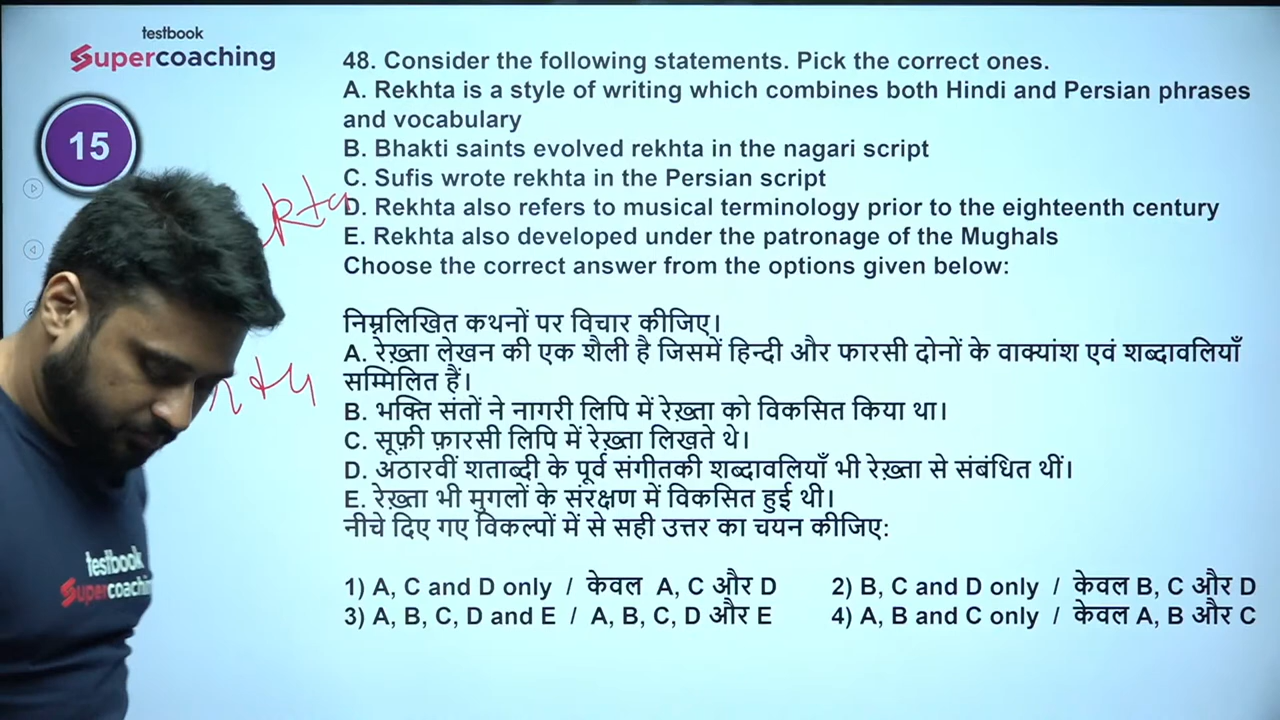 testbook
Supercoaching
15
48. Consider the following statements. Pick the correct ones.
A. Rekhta is a style of writing which combines both Hindi and Persian phrases
and vocabulary
B. Bhakti saints evolved rekhta in the nagari script
C. Sufis wrote rekhta in the Persian script
D. Rekhta also refers to musical terminology prior to the eighteenth century
E. Rekhta also developed under the patronage of the Mughals
Choose the correct answer from the options given below:
निम्नलिखित कथनों पर विचार कीजिए।
A. रेख़्ता लेखन की एक शैली है जिसमें हिन्दी और फारसी दोनों के वाक्यांश एवं शब्दावलियाँ
सम्मिलित हैं।
B. भक्ति संतों ने नागरी लिपि में रेख़्ता को विकसित किया था।
C. सूफ़ी फ़ारसी लिपि में रेख़्ता लिखते थे।
D. अठारवीं शताब्दी के पूर्व संगीतकी शब्दावलियाँ भी रेख़्ता से संबंधित थीं।
E. रेख़्ता भी मुगलों के संरक्षण में विकसित हुई थी।
नीचे दिए गए विकल्पों में से सही उत्तर का चयन कीजिए:
1) A, C and D only / केवल A, C और D 2) B, C and D only / केवल B, C और D
3) A, B, C, D and E / A, B, C, D और E 4) A, B and C only / केवल A, B और C
testbook
Supercoaching